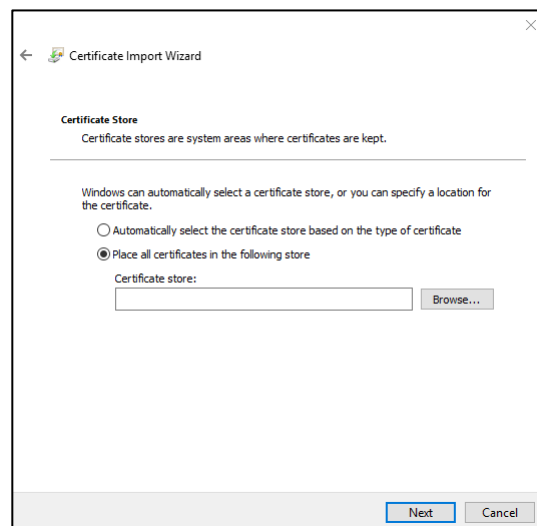 Certificate Import Wizard
Certificate Store
Certificate stores are system areas where certificates are kept.
Windows can automatically select a certificate store, or you can specify a location for
the certificate.
Automatically select the certificate store based on the type of certificate
Place all certificates in the following store
Certificate store:
Browse...
Next
Cancel